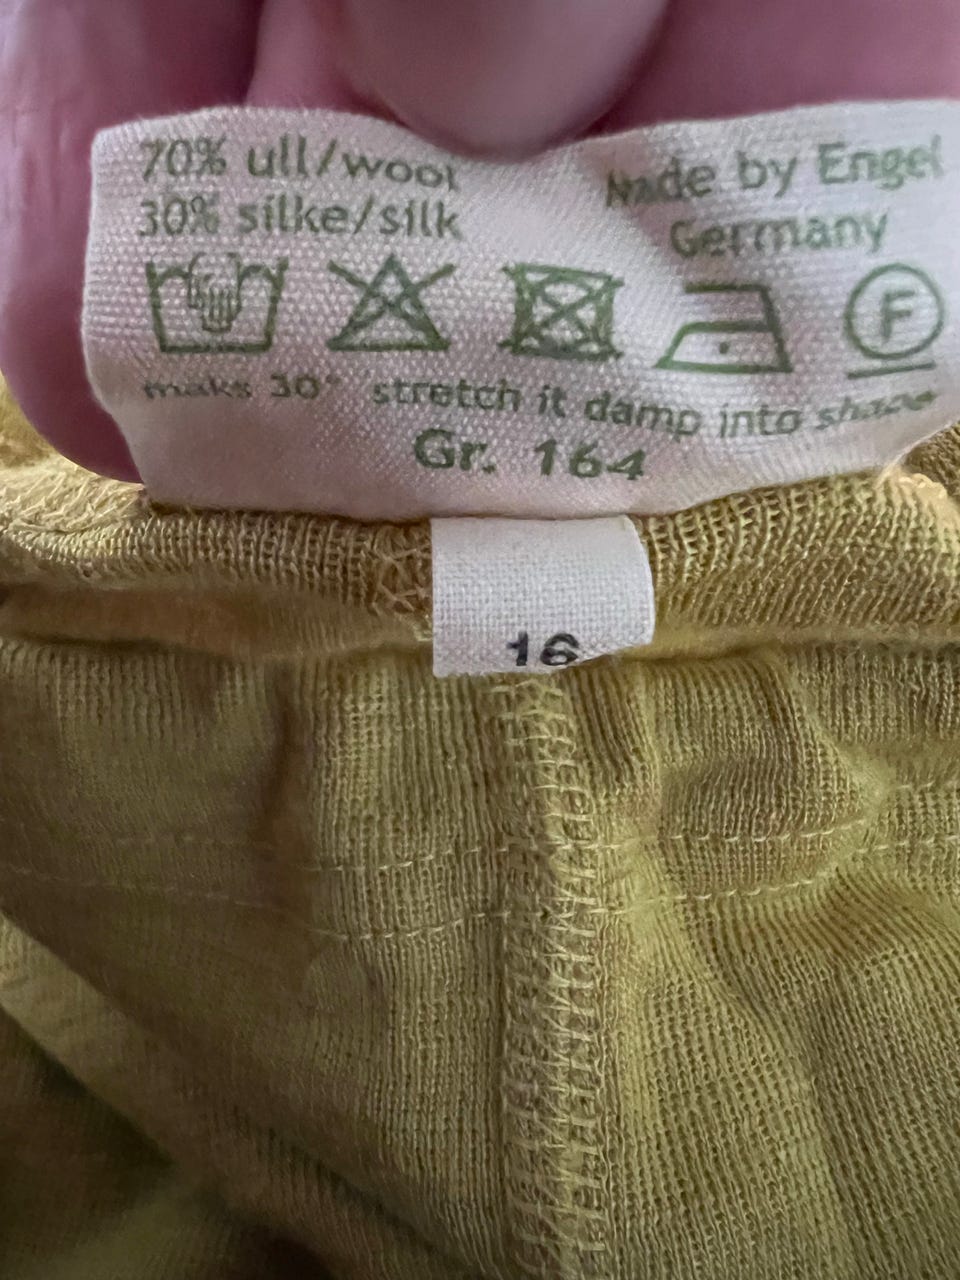 70% ull/wool
30% silke/silk
Made by Engel
Germany
F
maks 30° stretch it damp into shape
Gr. 164
16